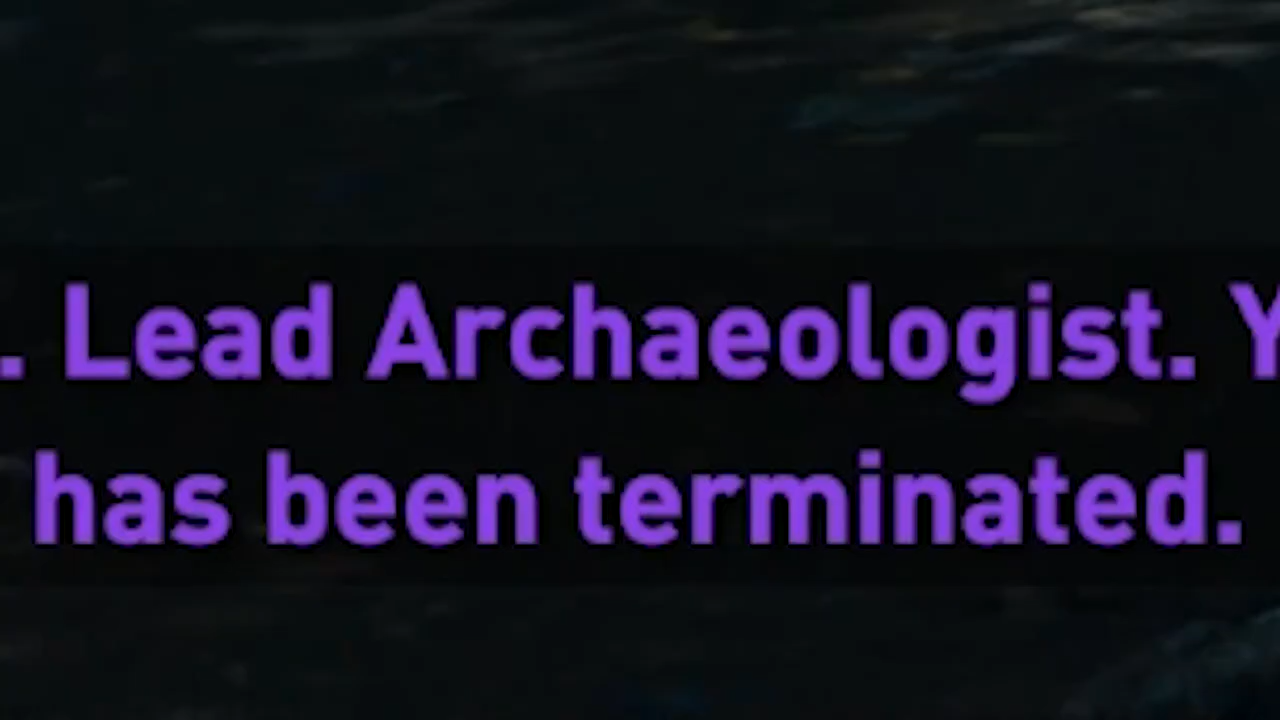 . Lead Archaeologist. Y
has been terminated.